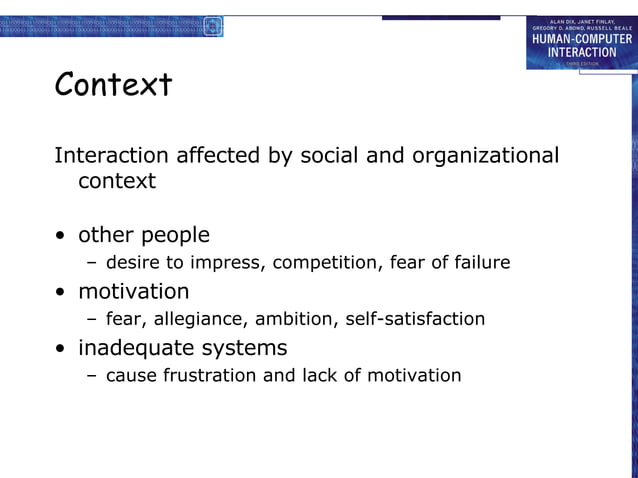 ALAN DIX, JANET FINLAY,
GREGORY D. ABOWD, RUSSELL BEALE
HUMAN-COMPUTER
INTERACTION
THIRD EDITION
Context
Interaction affected by social and organizational
context
• other people
– desire to impress, competition, fear of failure
• motivation
– fear, allegiance, ambition, self-satisfaction
• inadequate systems
– cause frustration and lack of motivation